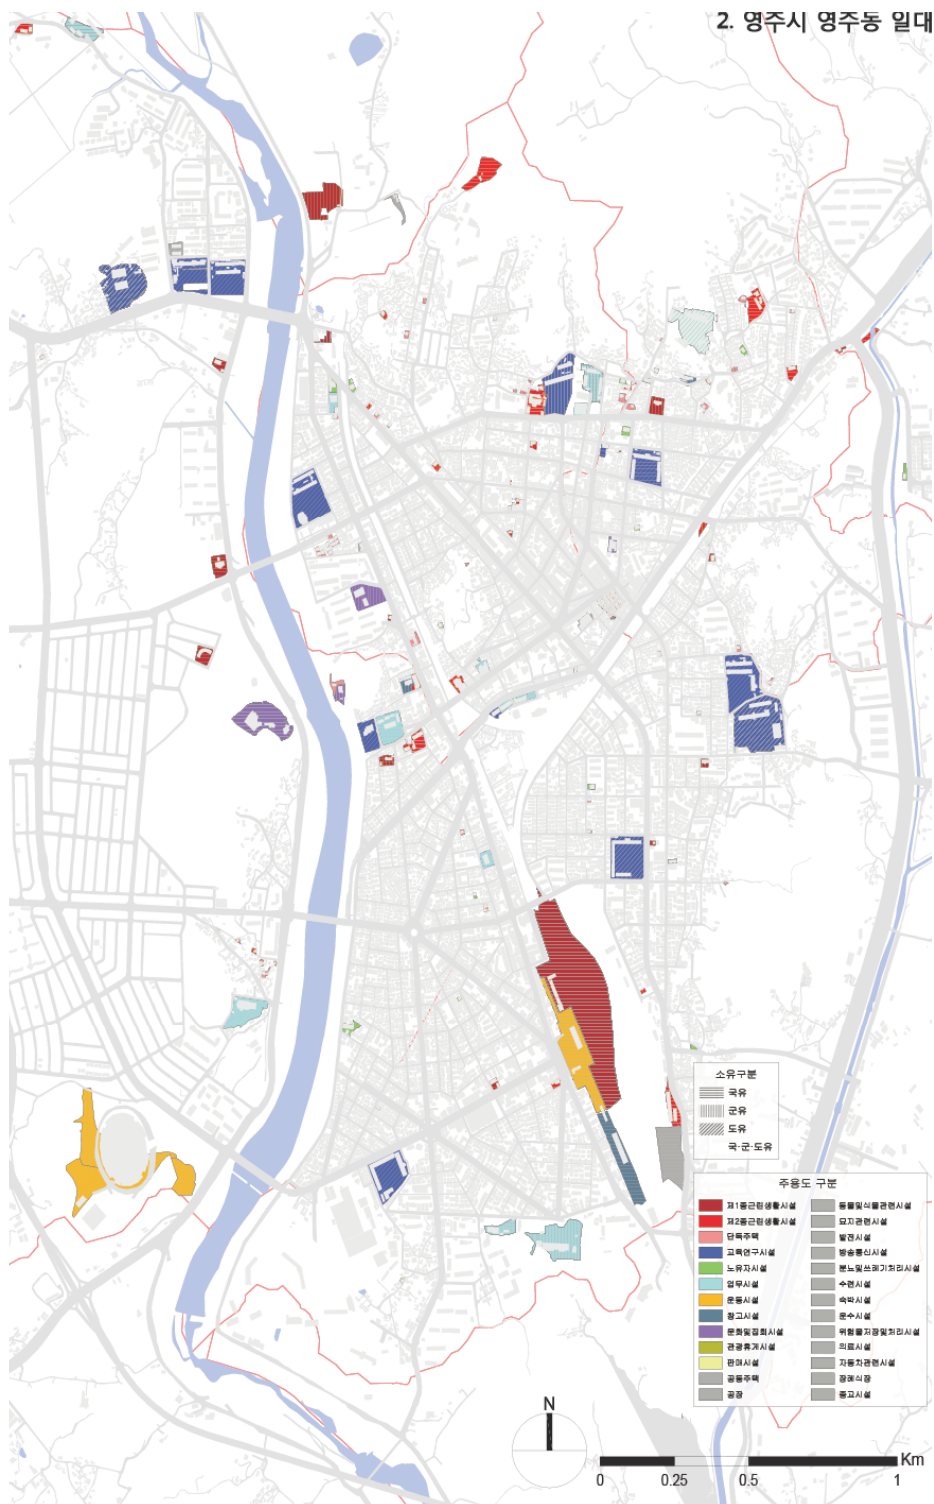 2. 영주시 영주동 일대
소유구분
국유
군유
도유
국·군·도유
주용도 구분
제1종근린생활시설
제2종근린생활시설
단독주택
교육연구시설
노유자시설
업무시설
운동시설
창고시설
문화및집회시설
관광휴게시설
판매시설
공동주택
공장
동물및식물관련시설
묘지관련시설
발전시설
방송통신시설
분뇨및쓰레기처리시설
수련시설
숙박시설
운수시설
위험물저장및처리시설
의료시설
자동차관련시설
장례식장
종교시설
N
Km
0 0.25 0.5 1